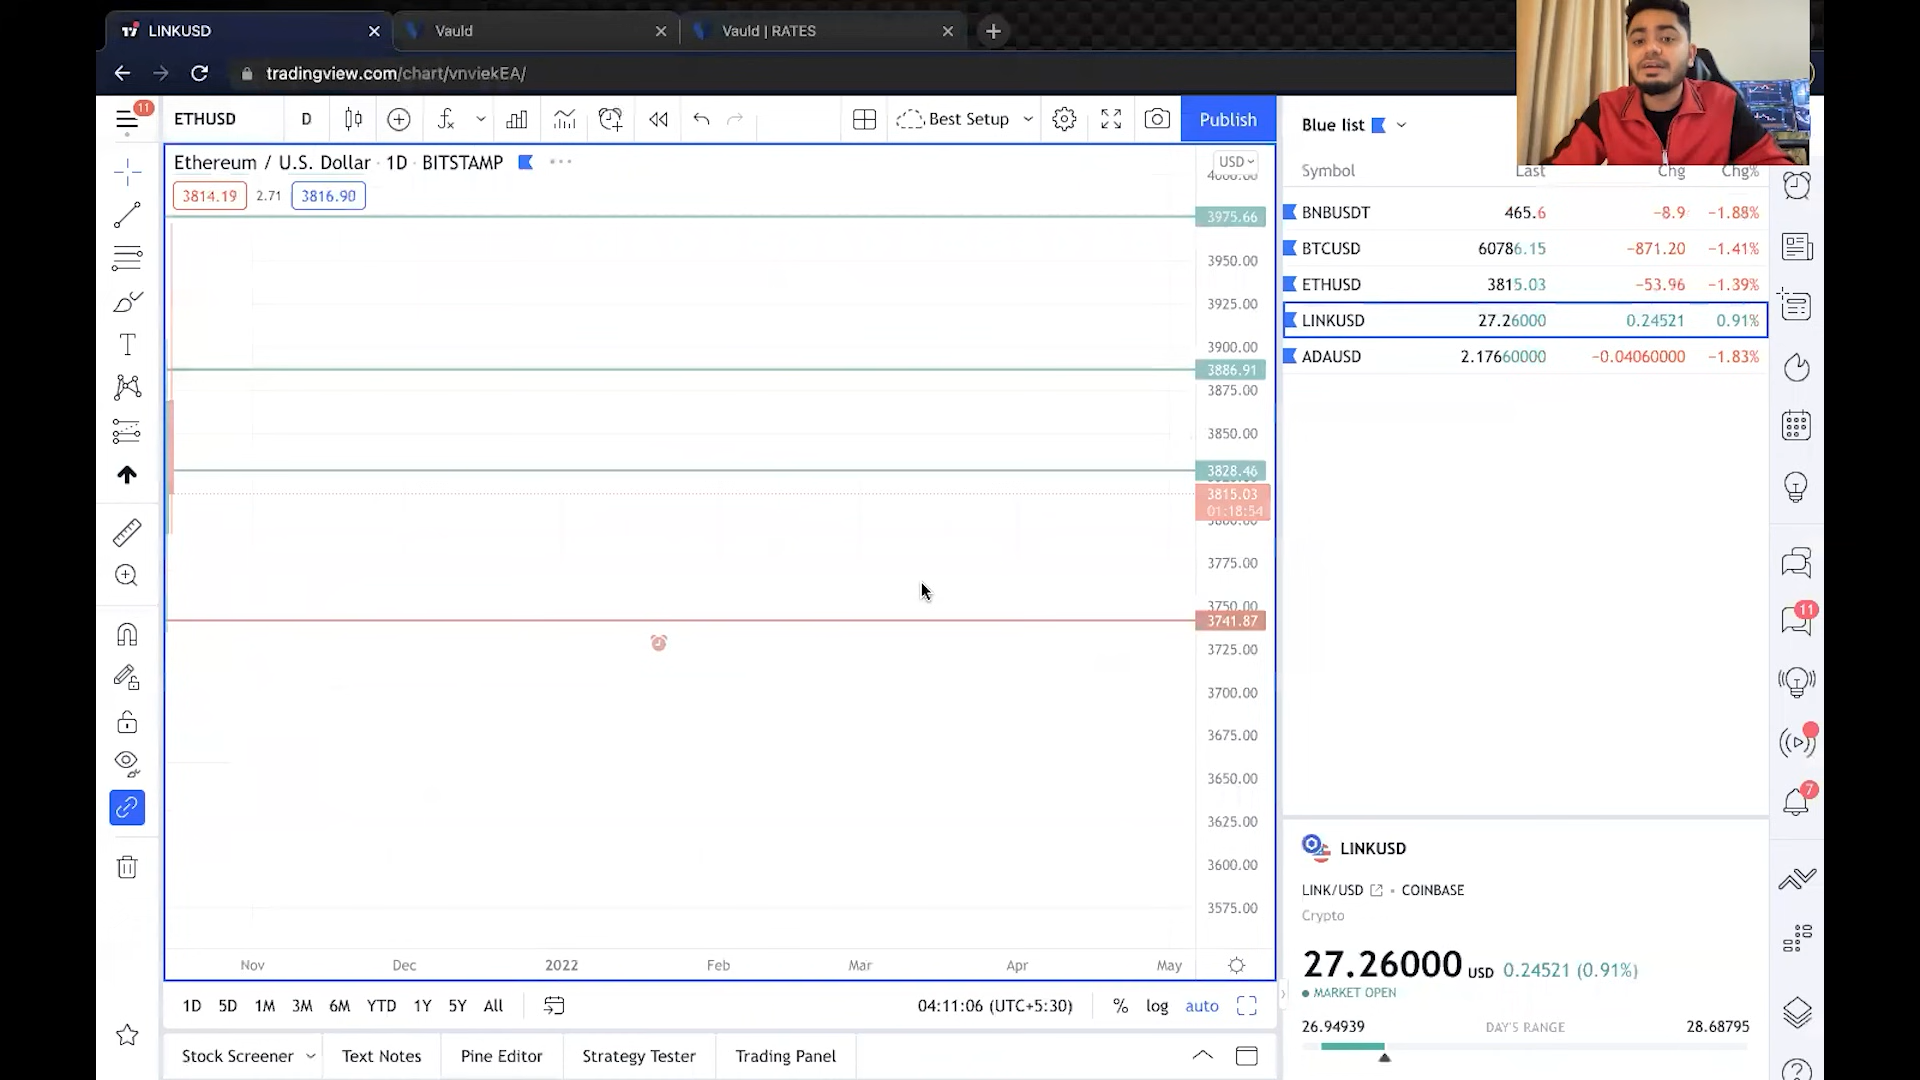 LINKUSD
Vauld
Vauld | RATES
tradingview.com/chart/vnviekEA/
11
ETHUSD
D
Best Setup
Publish
Ethereum / U.S. Dollar · 1D · BITSTAMP
3814.19 2.71 3816.90
USD
4000.00
3975.66
3950.00
3925.00
3900.00
3886.91
3875.00
3850.00
3828.46
3815.03
01:18:54
3800.00
3775.00
3750.00
3741.87
3725.00
3700.00
3675.00
3650.00
3625.00
3600.00
3575.00
Nov Dec 2022 Feb Mar Apr May
1D 5D 1M 3M 6M YTD 1Y 5Y All
04:11:06 (UTC+5:30) % log auto
Stock Screener Text Notes Pine Editor Strategy Tester Trading Panel
Blue list
Symbol Last Chg Chg%
BNBUSDT 465.6 −8.9 −1.88%
BTCUSD 60786.15 −871.20 −1.41%
ETHUSD 3815.03 −53.96 −1.39%
LINKUSD 27.26000 0.24521 0.91%
ADAUSD 2.17660000 −0.04060000 −1.83%
LINKUSD
LINK/USD · COINBASE
Crypto
27.26000 USD 0.24521 (0.91%)
MARKET OPEN
26.94939 DAY'S RANGE 28.68795
11
7